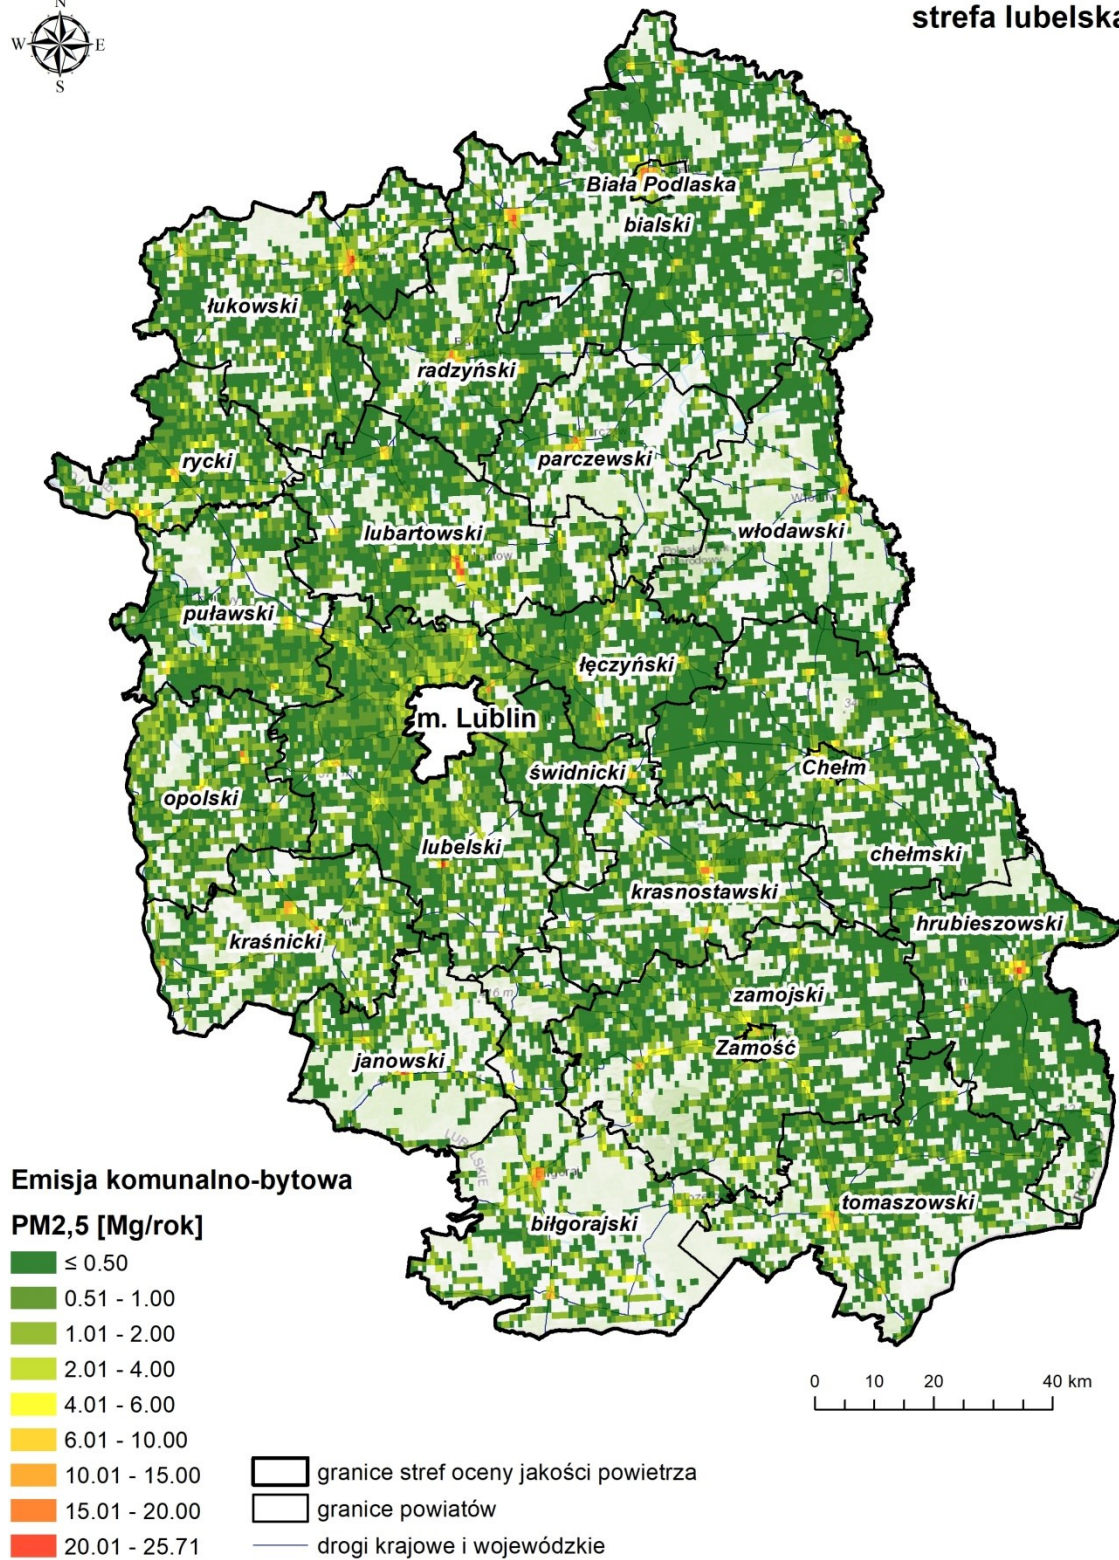 N
W E
S
strefa lubelska
Biała Podlaska
bialski
łukowski
radzyński
rycki
parczewski
lubartowski
włodawski
puławski
łęczyński
m. Lublin
świdnicki
Chełm
opolski
lubelski
chełmski
krasnostawski
kraśnicki
hrubieszowski
zamojski
Zamość
janowski
tomaszowski
biłgorajski
Emisja komunalno-bytowa
PM2,5 [Mg/rok]
≤ 0.50
0.51 - 1.00
1.01 - 2.00
2.01 - 4.00
4.01 - 6.00
6.01 - 10.00
10.01 - 15.00
15.01 - 20.00
20.01 - 25.71
0 10 20 40 km
granice stref oceny jakości powietrza
granice powiatów
drogi krajowe i wojewódzkie